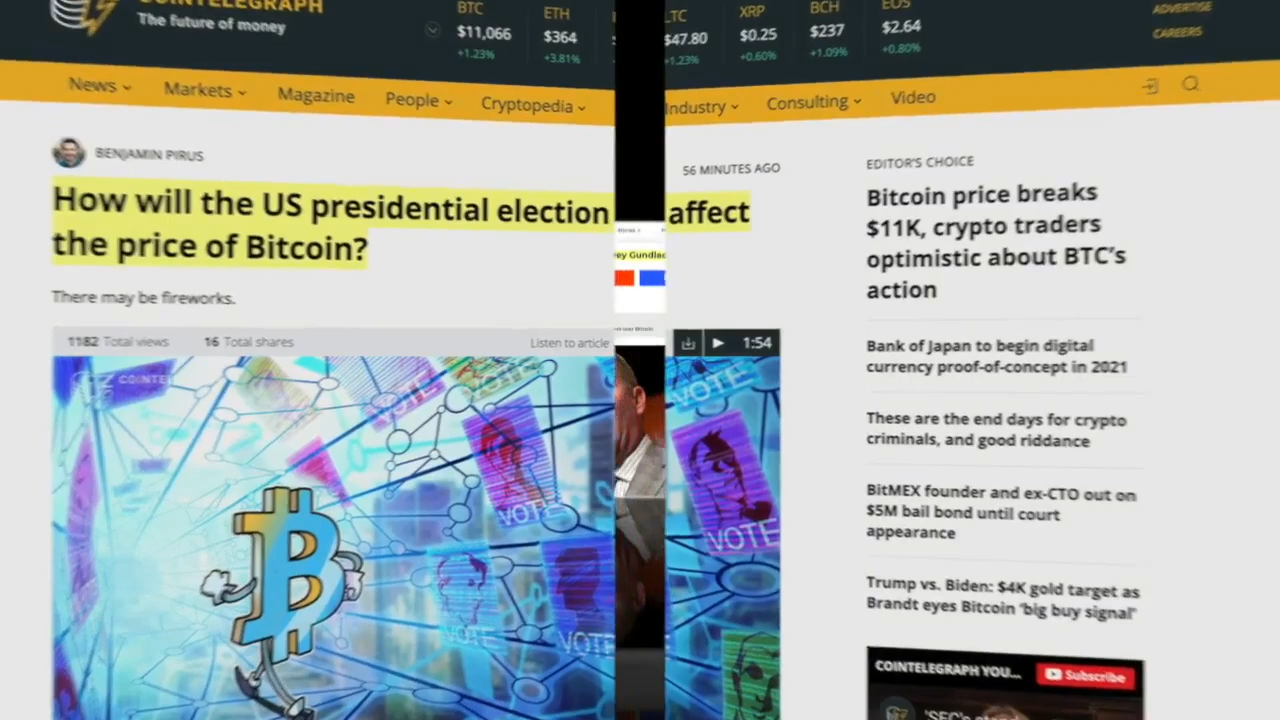 COINTELEGRAPH
The future of money
BTC
$11,066
+1.23%
ETH
$364
+3.81%
LTC
$47.80
+1.23%
XRP
$0.25
+0.60%
BCH
$237
+1.09%
EOS
$2.64
+0.80%
ADVERTISE
CAREERS
News
Markets
Magazine
People
Cryptopedia
Industry
Consulting
Video
BENJAMIN PIRUS
56 MINUTES AGO
How will the US presidential election affect
the price of Bitcoin?
There may be fireworks.
1182 Total views
16 Total shares
Listen to article
1:54
VOTE
VOTE
VOTE
VOTE
VOTE
VOTE
VOTE
EDITOR'S CHOICE
Bitcoin price breaks
$11K, crypto traders
optimistic about BTC's
action
Bank of Japan to begin digital
currency proof-of-concept in 2021
These are the end days for crypto
criminals, and good riddance
BitMEX founder and ex-CTO out on
$5M bail bond until court
appearance
Trump vs. Biden: $4K gold target as
Brandt eyes Bitcoin 'big buy signal'
COINTELEGRAPH YOU...
Subscribe